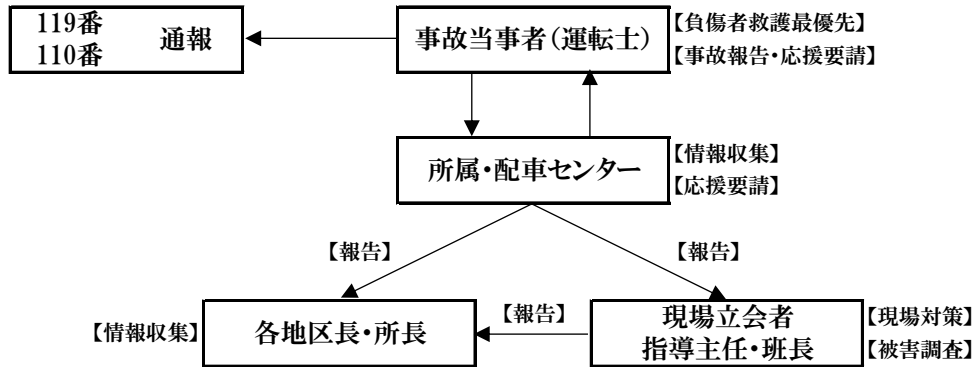 119番
110番
通報
事故当事者(運転士)
【負傷者救護最優先】
【事故報告・応援要請】
所属・配車センター
【情報収集】
【応援要請】
【報告】
【報告】
【情報収集】
各地区長・所長
【報告】
現場立会者
指導主任・班長
【現場対策】
【被害調査】